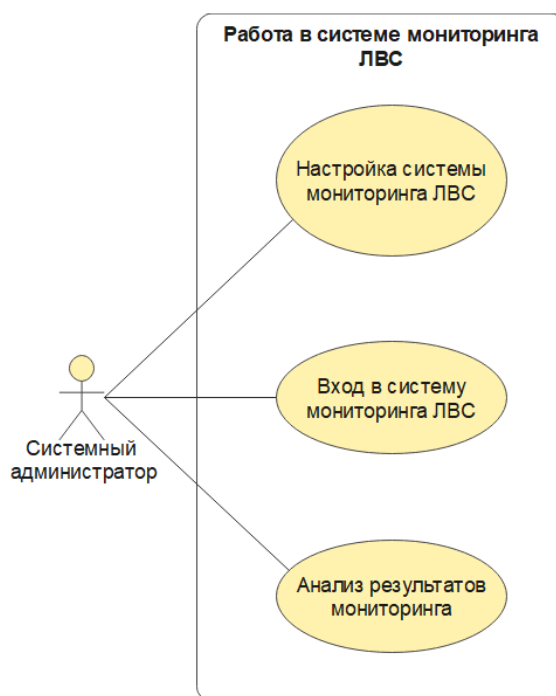 Работа в системе мониторинга
ЛВС
Настройка системы
мониторинга ЛВС
Вход в систему
мониторинга ЛВС
Системный
администратор
Анализ результатов
мониторинга